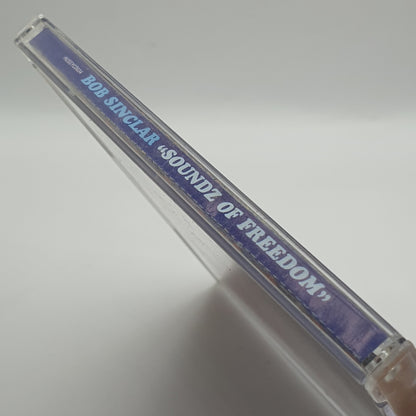 BOB SINCLAR “SOUNDZ OF FREEDOM”